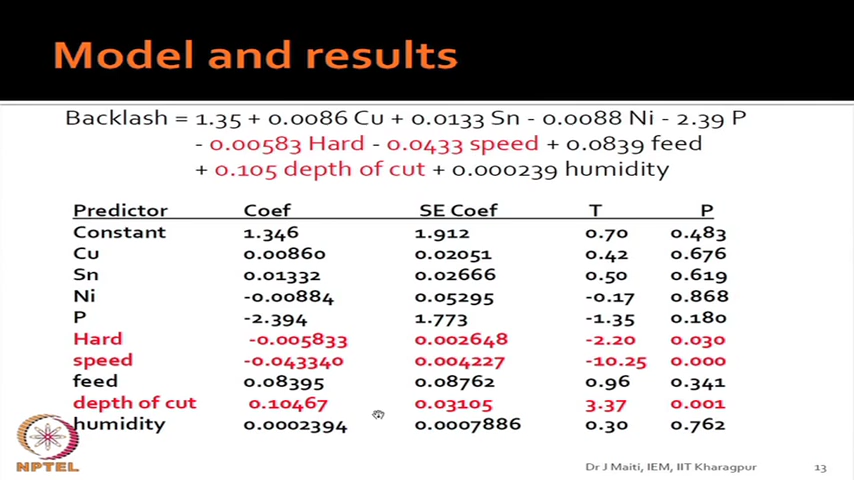 Model and results
Backlash = 1.35 + 0.0086 Cu + 0.0133 Sn - 0.0088 Ni - 2.39 P
- 0.00583 Hard - 0.0433 speed + 0.0839 feed
+ 0.105 depth of cut + 0.000239 humidity
Predictor Coef SE Coef T P
Constant 1.346 1.912 0.70 0.483
Cu 0.00860 0.02051 0.42 0.676
Sn 0.01332 0.02666 0.50 0.619
Ni -0.00884 0.05295 -0.17 0.868
P -2.394 1.773 -1.35 0.180
Hard -0.005833 0.002648 -2.20 0.030
speed -0.043340 0.004227 -10.25 0.000
feed 0.08395 0.08762 0.96 0.341
depth of cut 0.10467 0.03105 3.37 0.001
humidity 0.0002394 0.0007886 0.30 0.762
NPTEL
Dr J Maiti, IEM, IIT Kharagpur 13